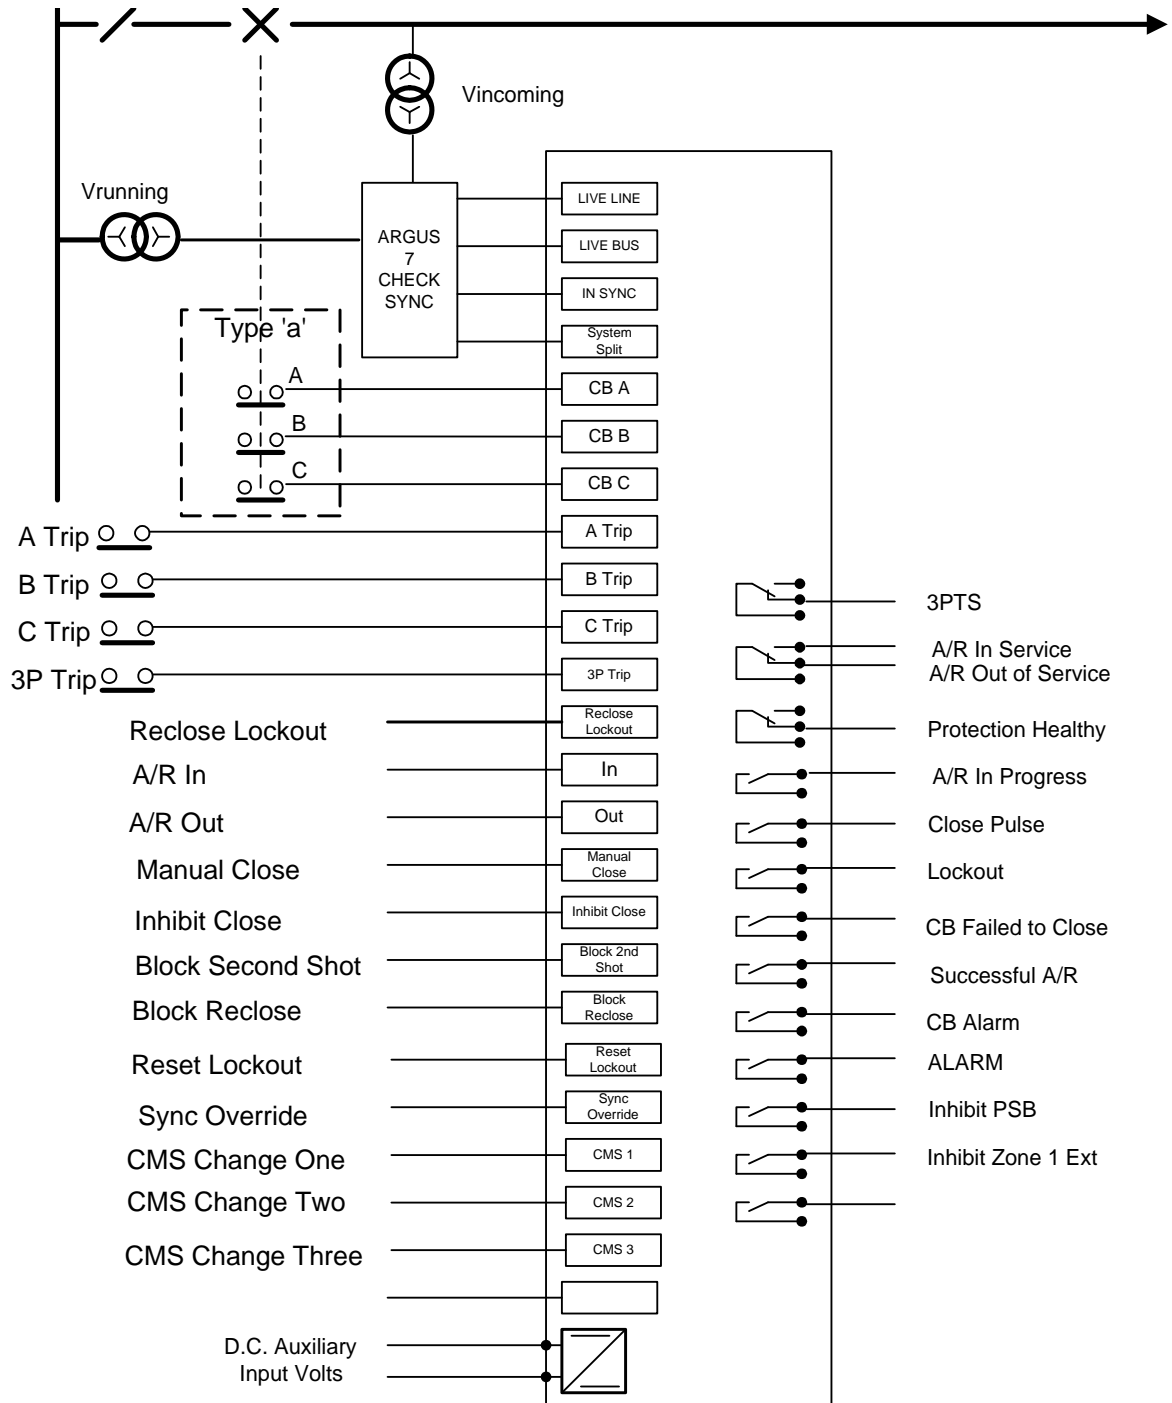 Vincoming
Vrunning
ARGUS
7
CHECK
SYNC
LIVE LINE
LIVE BUS
IN SYNC
System
Split
Type 'a'
A
CB A
B
CB B
C
CB C
A Trip
A Trip
B Trip
B Trip
C Trip
C Trip
3P Trip
3P Trip
Reclose Lockout
Reclose
Lockout
A/R In
In
A/R Out
Out
Manual Close
Manual
Close
Inhibit Close
Inhibit Close
Block Second Shot
Block 2nd
Shot
Block Reclose
Block
Reclose
Reset Lockout
Reset
Lockout
Sync Override
Sync
Override
CMS Change One
CMS 1
CMS Change Two
CMS 2
CMS Change Three
CMS 3
D.C. Auxiliary
Input Volts
3PTS
A/R In Service
A/R Out of Service
Protection Healthy
A/R In Progress
Close Pulse
Lockout
CB Failed to Close
Successful A/R
CB Alarm
ALARM
Inhibit PSB
Inhibit Zone 1 Ext